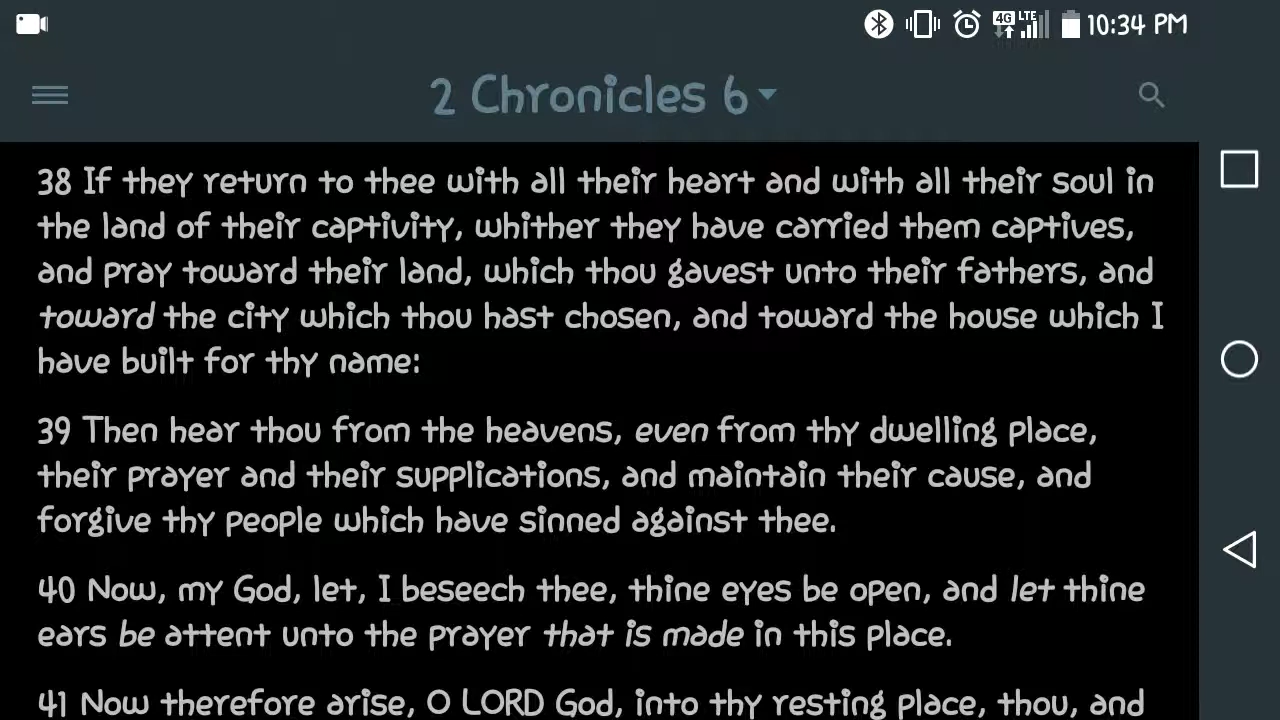 4G LTE 10:34 PM
2 Chronicles 6
38 If they return to thee with all their heart and with all their soul in
the land of their captivity, whither they have carried them captives,
and pray toward their land, which thou gavest unto their fathers, and
toward the city which thou hast chosen, and toward the house which I
have built for thy name:
39 Then hear thou from the heavens, even from thy dwelling place,
their prayer and their supplications, and maintain their cause, and
forgive thy people which have sinned against thee.
40 Now, my God, let, I beseech thee, thine eyes be open, and let thine
ears be attent unto the prayer that is made in this place.
41 Now therefore arise, O LORD God, into thy resting place, thou, and